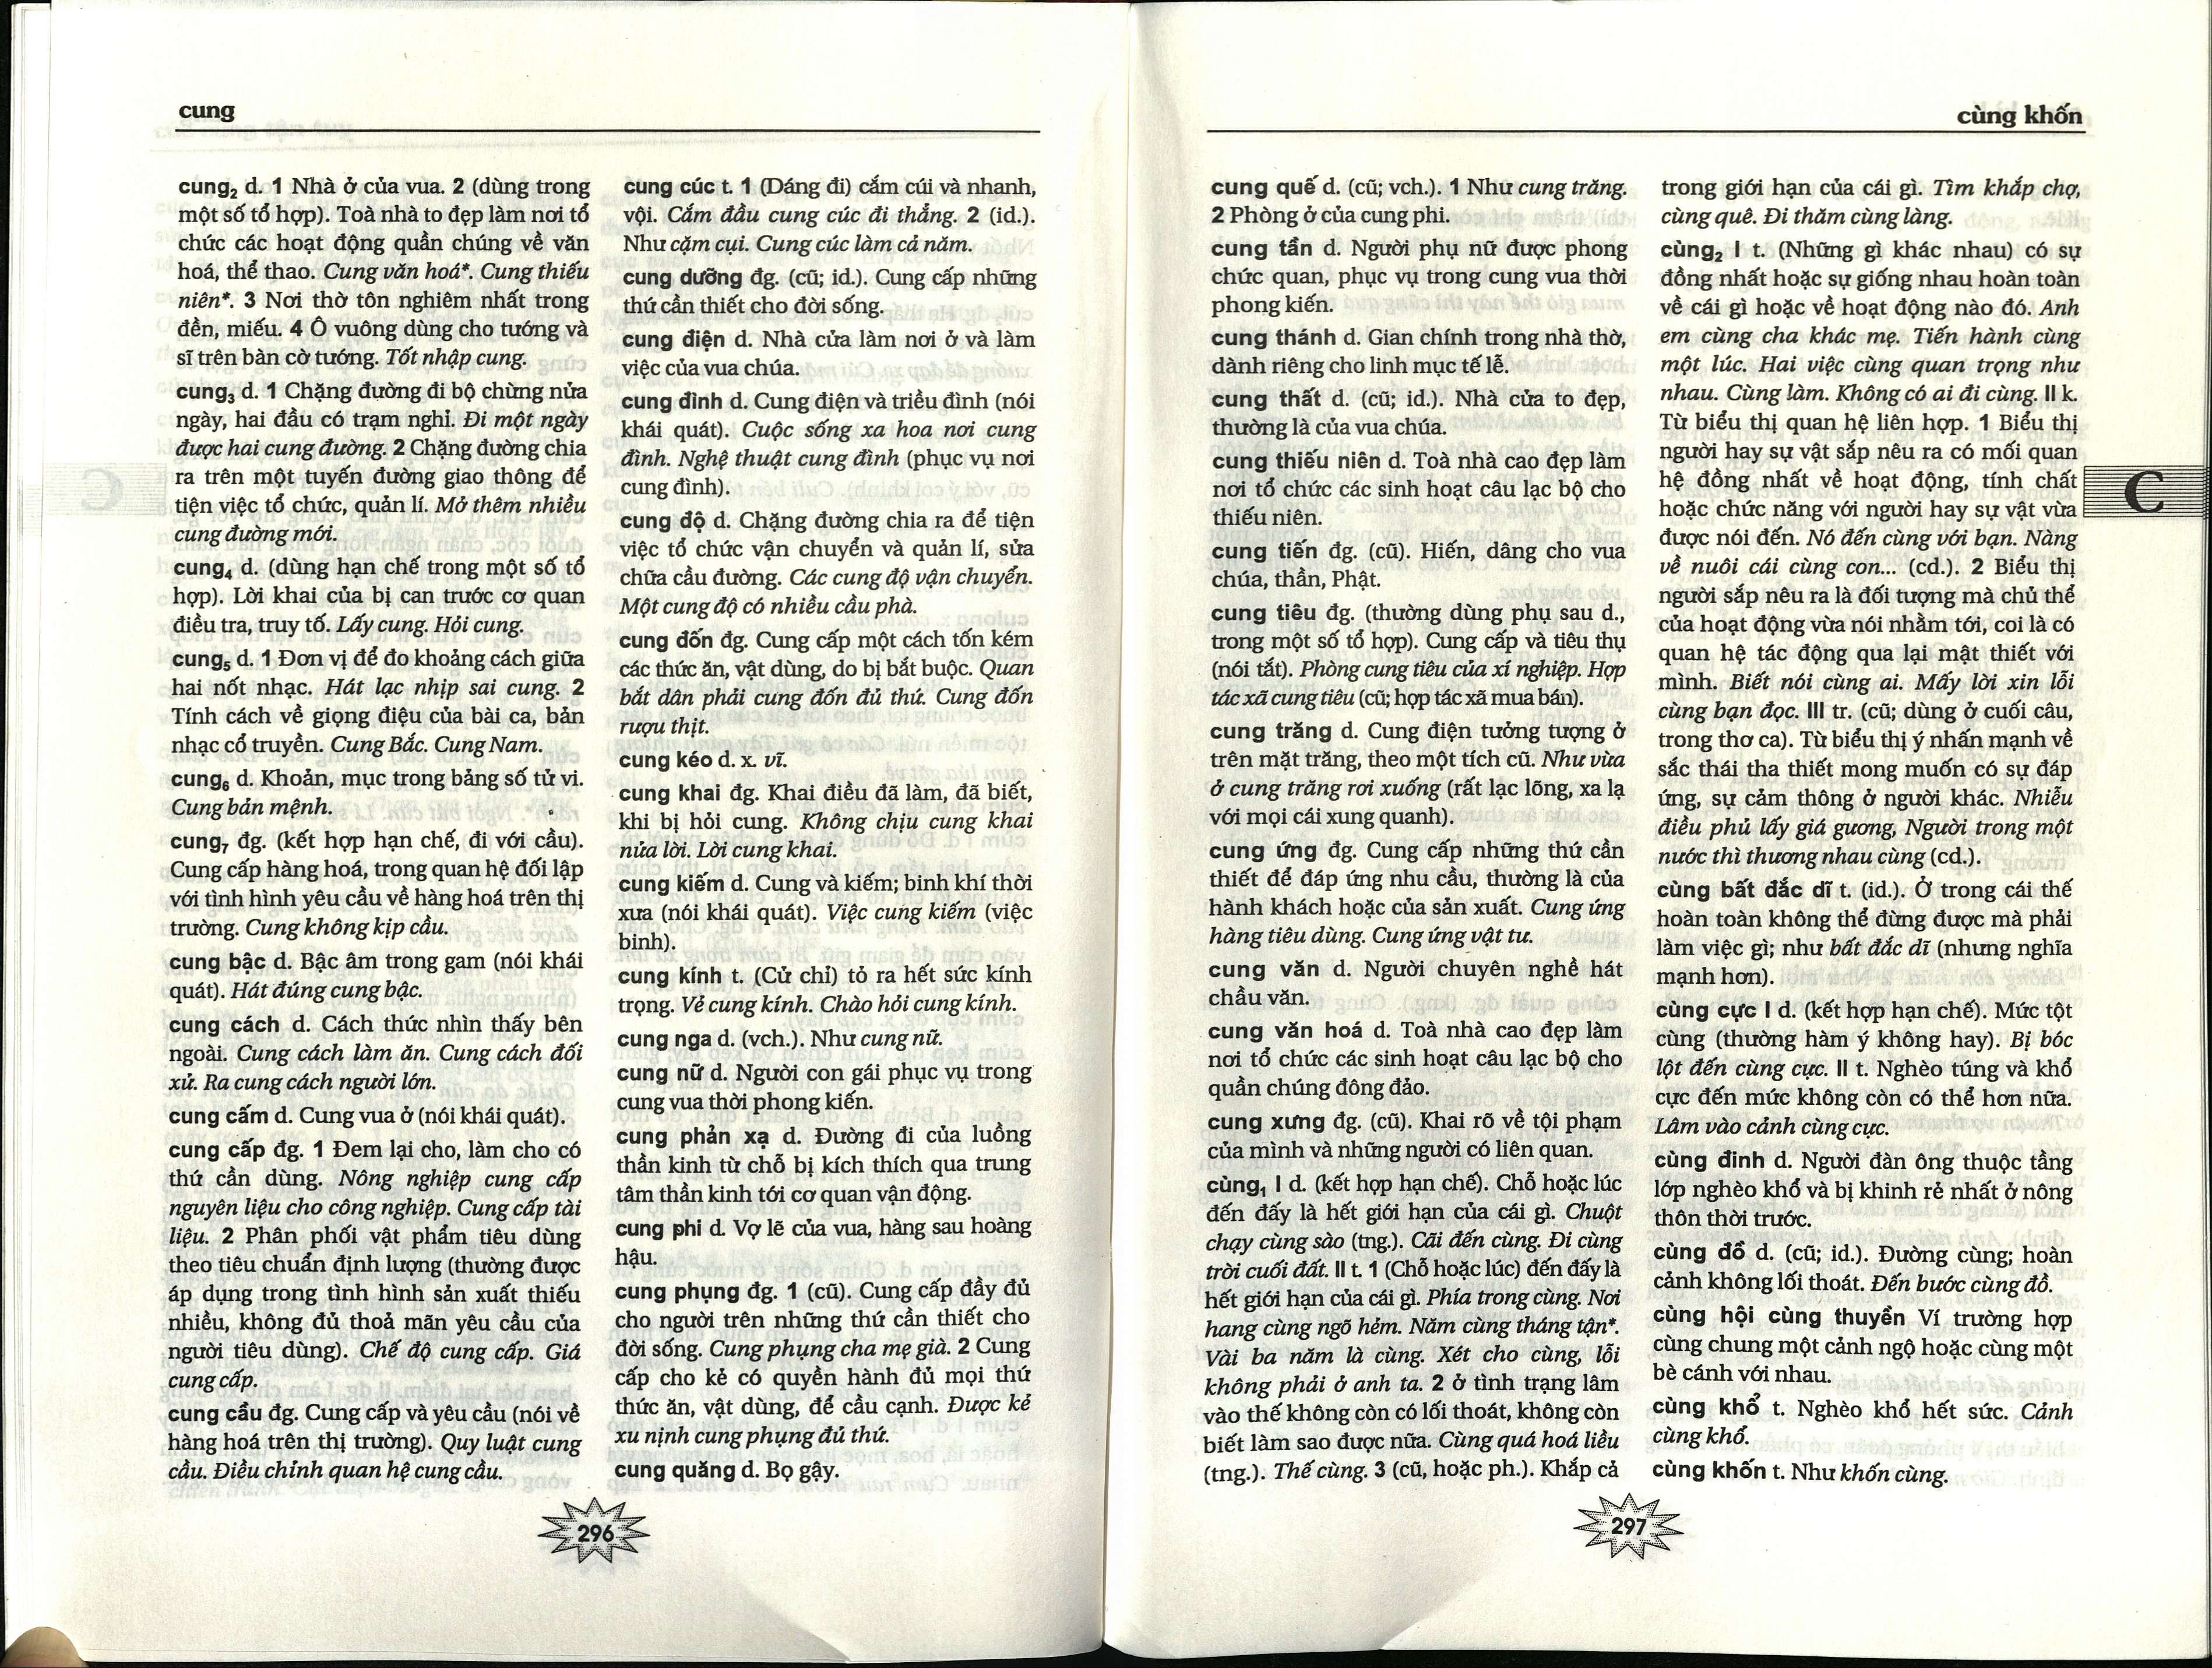 cung
cung₂ d. 1 Nhà ở của vua. 2 (dùng trong
một số tổ hợp). Toà nhà to đẹp làm nơi tổ
chức các hoạt động quần chúng về văn
hoá, thể thao. Cung văn hoá*. Cung thiếu
niên*. 3 Nơi thờ tôn nghiêm nhất trong
đền, miếu. 4 Ô vuông dùng cho tướng và
sĩ trên bàn cờ tướng. Tốt nhập cung.
cung₃ d. 1 Chặng đường đi bộ chừng nửa
ngày, hai đầu có trạm nghỉ. Đi một ngày
được hai cung đường. 2 Chặng đường chia
ra trên một tuyến đường giao thông để
tiện việc tổ chức, quản lí. Mở thêm nhiều
cung đường mới.
cung₄ d. (dùng hạn chế trong một số tổ
hợp). Lời khai của bị can trước cơ quan
điều tra, truy tố. Lấy cung. Hỏi cung.
cung₅ d. 1 Đơn vị để đo khoảng cách giữa
hai nốt nhạc. Hát lạc nhịp sai cung. 2
Tính cách về giọng điệu của bài ca, bản
nhạc cổ truyền. Cung Bắc. Cung Nam.
cung₆ d. Khoản, mục trong bảng số tử vi.
Cung bản mệnh.
cung₇ đg. (kết hợp hạn chế, đi với cầu).
Cung cấp hàng hoá, trong quan hệ đối lập
với tình hình yêu cầu về hàng hoá trên thị
trường. Cung không kịp cầu.
cung bậc d. Bậc âm trong gam (nói khái
quát). Hát đúng cung bậc.
cung cách d. Cách thức nhìn thấy bên
ngoài. Cung cách làm ăn. Cung cách đối
xử. Ra cung cách người lớn.
cung cấm d. Cung vua ở (nói khái quát).
cung cấp đg. 1 Đem lại cho, làm cho có
thứ cần dùng. Nông nghiệp cung cấp
nguyên liệu cho công nghiệp. Cung cấp tài
liệu. 2 Phân phối vật phẩm tiêu dùng
theo tiêu chuẩn định lượng (thường được
áp dụng trong tình hình sản xuất thiếu
nhiều, không đủ thoả mãn yêu cầu của
người tiêu dùng). Chế độ cung cấp. Giá
cung cấp.
cung cầu đg. Cung cấp và yêu cầu (nói về
hàng hoá trên thị trường). Quy luật cung
cầu. Điều chỉnh quan hệ cung cầu.
cung cúc t. 1 (Dáng đi) cắm cúi và nhanh,
vội. Cắm đầu cung cúc đi thẳng. 2 (id.).
Như cặm cụi. Cung cúc làm cả năm.
cung dưỡng đg. (cũ; id.). Cung cấp những
thứ cần thiết cho đời sống.
cung điện d. Nhà cửa làm nơi ở và làm
việc của vua chúa.
cung đình d. Cung điện và triều đình (nói
khái quát). Cuộc sống xa hoa nơi cung
đình. Nghệ thuật cung đình (phục vụ nơi
cung đình).
cung độ d. Chặng đường chia ra để tiện
việc tổ chức vận chuyển và quản lí, sửa
chữa cầu đường. Các cung độ vận chuyển.
Một cung độ có nhiều cầu phà.
cung đốn đg. Cung cấp một cách tốn kém
các thức ăn, vật dùng, do bị bắt buộc. Quan
bắt dân phải cung đốn đủ thứ. Cung đốn
rượu thịt.
cung kéo d. x. vĩ.
cung khai đg. Khai điều đã làm, đã biết,
khi bị hỏi cung. Không chịu cung khai
nửa lời. Lời cung khai.
cung kiếm d. Cung và kiếm; binh khí thời
xưa (nói khái quát). Việc cung kiếm (việc
binh).
cung kính t. (Cử chỉ) tỏ ra hết sức kính
trọng. Vẻ cung kính. Chào hỏi cung kính.
cung nga d. (vch.). Như cung nữ.
cung nữ d. Người con gái phục vụ trong
cung vua thời phong kiến.
cung phản xạ d. Đường đi của luồng
thần kinh từ chỗ bị kích thích qua trung
tâm thần kinh tới cơ quan vận động.
cung phi d. Vợ lẽ của vua, hàng sau hoàng
hậu.
cung phụng đg. 1 (cũ). Cung cấp đầy đủ
cho người trên những thứ cần thiết cho
đời sống. Cung phụng cha mẹ già. 2 Cung
cấp cho kẻ có quyền hành đủ mọi thứ
thức ăn, vật dùng, để cầu cạnh. Được kẻ
xu nịnh cung phụng đủ thứ.
cung quăng d. Bọ gậy.
296
cùng khốn
cung quế d. (cũ; vch.). 1 Như cung trăng.
2 Phòng ở của cung phi.
cung tần d. Người phụ nữ được phong
chức quan, phục vụ trong cung vua thời
phong kiến.
cung thánh d. Gian chính trong nhà thờ,
dành riêng cho linh mục tế lễ.
cung thất d. (cũ; id.). Nhà cửa to đẹp,
thường là của vua chúa.
cung thiếu niên d. Toà nhà cao đẹp làm
nơi tổ chức các sinh hoạt câu lạc bộ cho
thiếu niên.
cung tiến đg. (cũ). Hiến, dâng cho vua
chúa, thần, Phật.
cung tiêu đg. (thường dùng phụ sau d.,
trong một số tổ hợp). Cung cấp và tiêu thụ
(nói tắt). Phòng cung tiêu của xí nghiệp. Hợp
tác xã cung tiêu (cũ; hợp tác xã mua bán).
cung trăng d. Cung điện tưởng tượng ở
trên mặt trăng, theo một tích cũ. Như vừa
ở cung trăng rơi xuống (rất lạc lõng, xa lạ
với mọi cái xung quanh).
cung ứng đg. Cung cấp những thứ cần
thiết để đáp ứng nhu cầu, thường là của
hành khách hoặc của sản xuất. Cung ứng
hàng tiêu dùng. Cung ứng vật tư.
cung văn d. Người chuyên nghề hát
chầu văn.
cung văn hoá d. Toà nhà cao đẹp làm
nơi tổ chức các sinh hoạt câu lạc bộ cho
quần chúng đông đảo.
cung xưng đg. (cũ). Khai rõ về tội phạm
của mình và những người có liên quan.
cùng₁ I d. (kết hợp hạn chế). Chỗ hoặc lúc
đến đấy là hết giới hạn của cái gì. Chuột
chạy cùng sào (tng.). Cãi đến cùng. Đi cùng
trời cuối đất. II t. 1 (Chỗ hoặc lúc) đến đấy là
hết giới hạn của cái gì. Phía trong cùng. Nơi
hang cùng ngõ hẻm. Năm cùng tháng tận*.
Vài ba năm là cùng. Xét cho cùng, lỗi
không phải ở anh ta. 2 ở tình trạng lâm
vào thế không còn có lối thoát, không còn
biết làm sao được nữa. Cùng quá hoá liều
(tng.). Thế cùng. 3 (cũ, hoặc ph.). Khắp cả
trong giới hạn của cái gì. Tìm khắp chợ,
cùng quê. Đi thăm cùng làng.
cùng₂ I t. (Những gì khác nhau) có sự
đồng nhất hoặc sự giống nhau hoàn toàn
về cái gì hoặc về hoạt động nào đó. Anh
em cùng cha khác mẹ. Tiến hành cùng
một lúc. Hai việc cùng quan trọng như
nhau. Cùng làm. Không có ai đi cùng. II k.
Từ biểu thị quan hệ liên hợp. 1 Biểu thị
người hay sự vật sắp nêu ra có mối quan
hệ đồng nhất về hoạt động, tính chất
hoặc chức năng với người hay sự vật vừa
được nói đến. Nó đến cùng với bạn. Nàng
về nuôi cái cùng con... (cd.). 2 Biểu thị
người sắp nêu ra là đối tượng mà chủ thể
của hoạt động vừa nói nhằm tới, coi là có
quan hệ tác động qua lại mật thiết với
mình. Biết nói cùng ai. Mấy lời xin lỗi
cùng bạn đọc. III tr. (cũ; dùng ở cuối câu,
trong thơ ca). Từ biểu thị ý nhấn mạnh về
sắc thái tha thiết mong muốn có sự đáp
ứng, sự cảm thông ở người khác. Nhiễu
điều phủ lấy giá gương, Người trong một
nước thì thương nhau cùng (cd.).
cùng bất đắc dĩ t. (id.). Ở trong cái thế
hoàn toàn không thể đừng được mà phải
làm việc gì; như bất đắc dĩ (nhưng nghĩa
mạnh hơn).
cùng cực I d. (kết hợp hạn chế). Mức tột
cùng (thường hàm ý không hay). Bị bóc
lột đến cùng cực. II t. Nghèo túng và khổ
cực đến mức không còn có thể hơn nữa.
Lâm vào cảnh cùng cực.
cùng đinh d. Người đàn ông thuộc tầng
lớp nghèo khổ và bị khinh rẻ nhất ở nông
thôn thời trước.
cùng đồ d. (cũ; id.). Đường cùng; hoàn
cảnh không lối thoát. Đến bước cùng đồ.
cùng hội cùng thuyền Ví trường hợp
cùng chung một cảnh ngộ hoặc cùng một
bè cánh với nhau.
cùng khổ t. Nghèo khổ hết sức. Cảnh
cùng khổ.
cùng khốn t. Như khốn cùng.
C
297